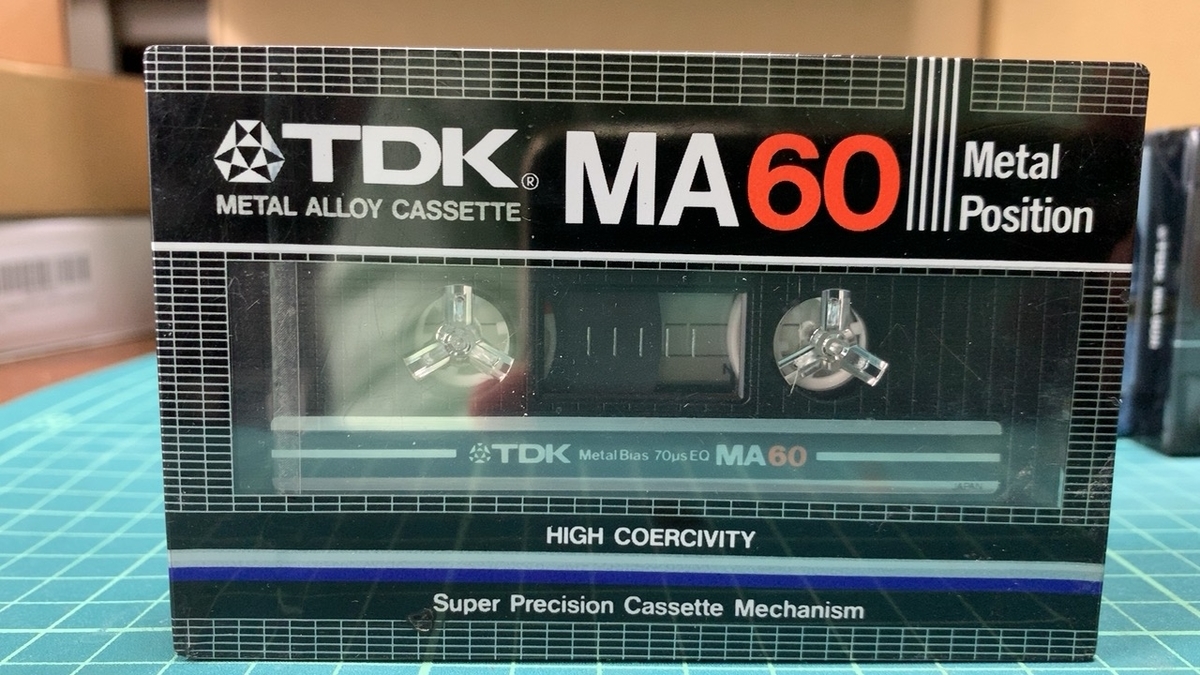 TDK® MA60
METAL ALLOY CASSETTE
Metal
Position
N
TDK Metal Bias 70µs EQ MA60
JAPAN
HIGH COERCIVITY
Super Precision Cassette Mechanism